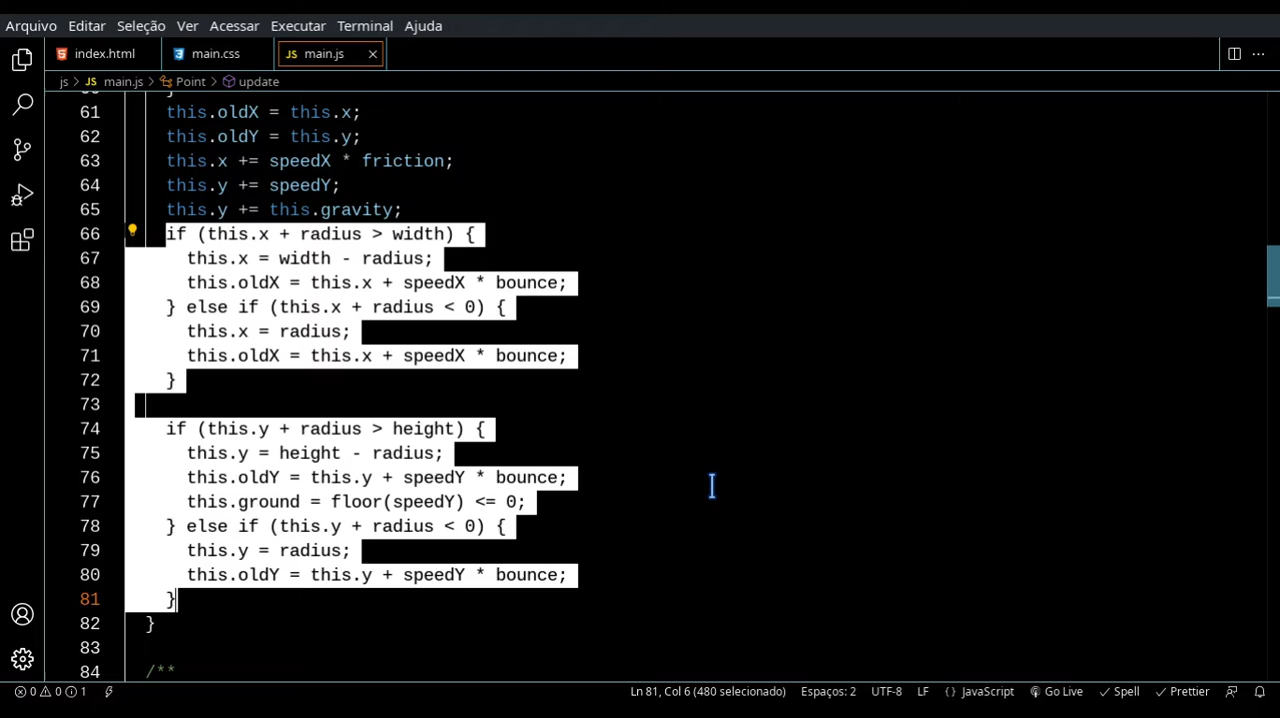 Arquivo Editar Seleção Ver Acessar Executar Terminal Ajuda
index.html main.css JS main.js
js > JS main.js > Point > update
61 this.oldX = this.x;
62 this.oldY = this.y;
63 this.x += speedX * friction;
64 this.y += speedY;
65 this.y += this.gravity;
66 if (this.x + radius > width) {
67 this.x = width - radius;
68 this.oldX = this.x + speedX * bounce;
69 } else if (this.x + radius < 0) {
70 this.x = radius;
71 this.oldX = this.x + speedX * bounce;
72 }
73
74 if (this.y + radius > height) {
75 this.y = height - radius;
76 this.oldY = this.y + speedY * bounce;
77 this.ground = floor(speedY) <= 0;
78 } else if (this.y + radius < 0) {
79 this.y = radius;
80 this.oldY = this.y + speedY * bounce;
81 }
82 }
83
84 /**
0 0 1 Ln 81, Col 6 (480 selecionado) Espaços: 2 UTF-8 LF {} JavaScript Go Live Spell Prettier